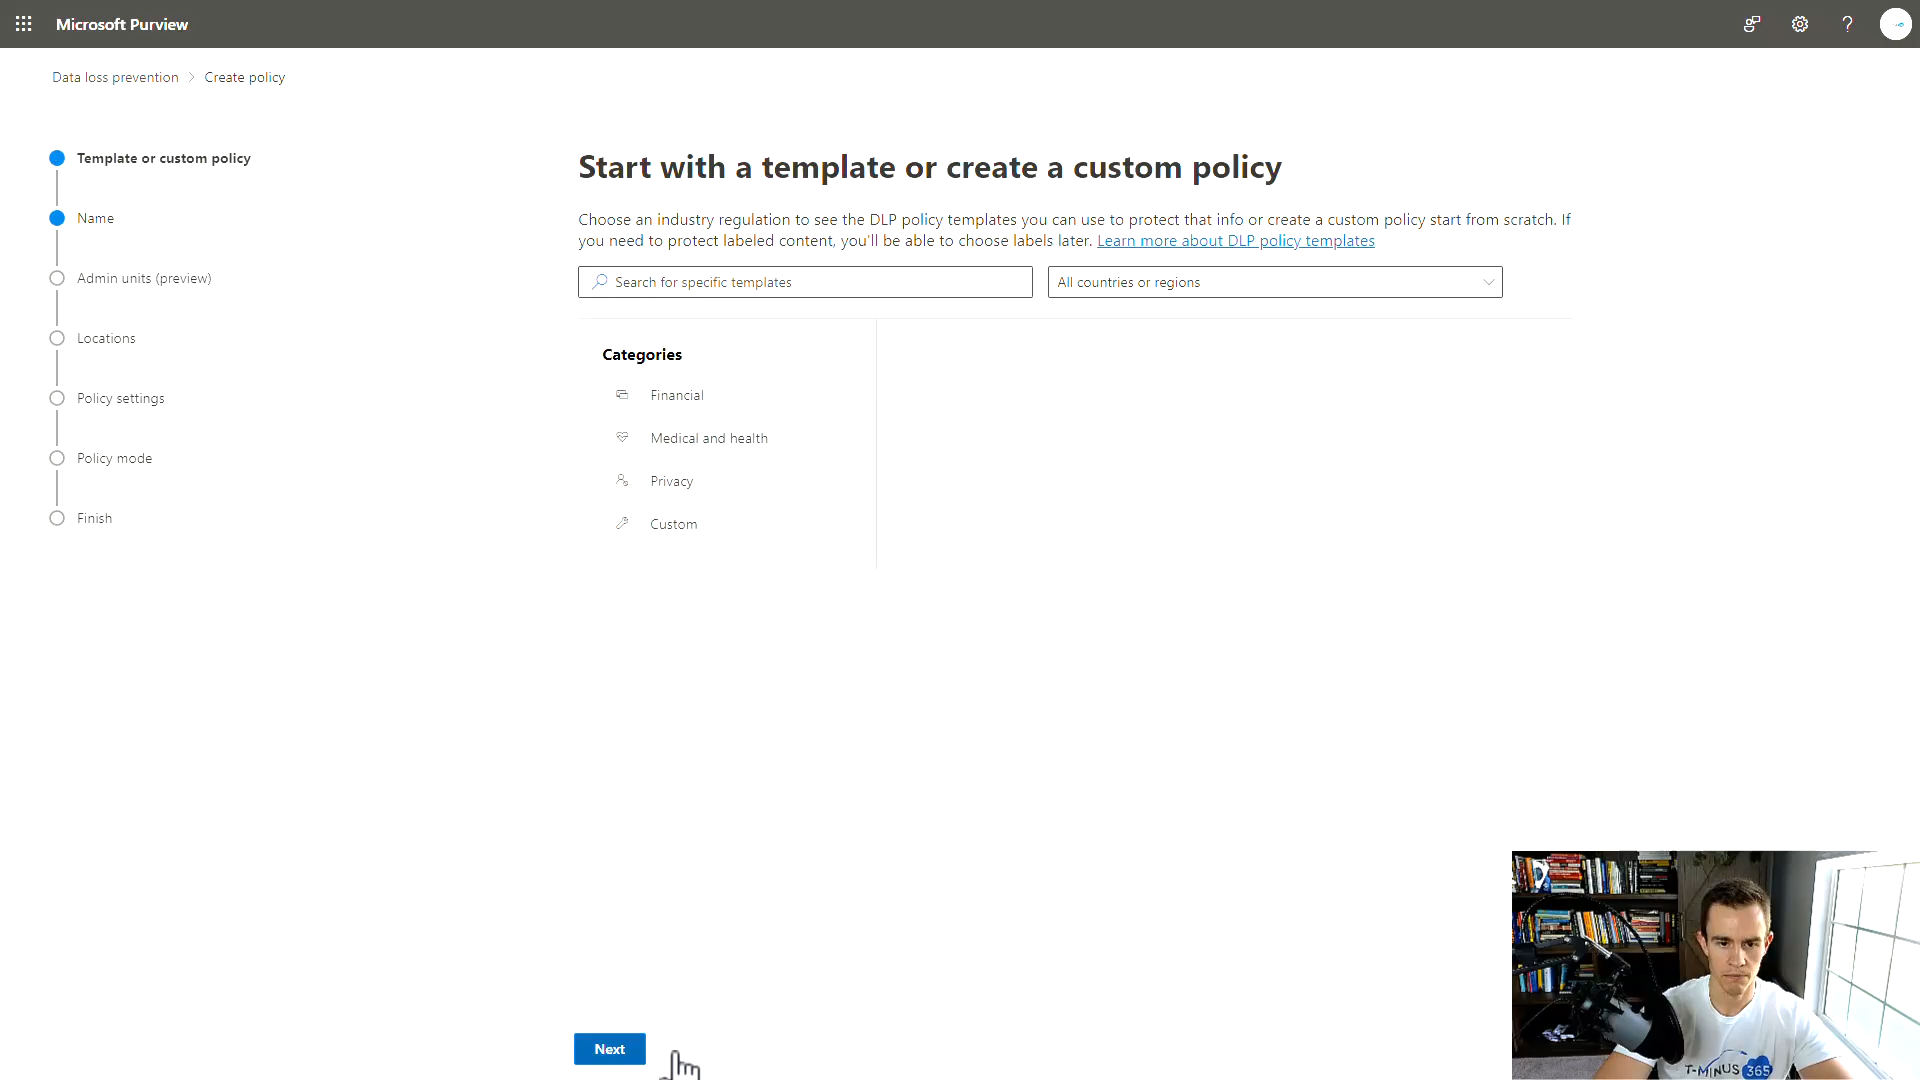 Microsoft Purview
Data loss prevention
Create policy
Template or custom policy
Name
Admin units (preview)
Locations
Policy settings
Policy mode
Finish
Start with a template or create a custom policy
Choose an industry regulation to see the DLP policy templates you can use to protect that info or create a custom policy start from scratch. If
you need to protect labeled content, you'll be able to choose labels later. Learn more about DLP policy templates
Search for specific templates
All countries or regions
Categories
Financial
Medical and health
Privacy
Custom
Next
T-MINUS 365